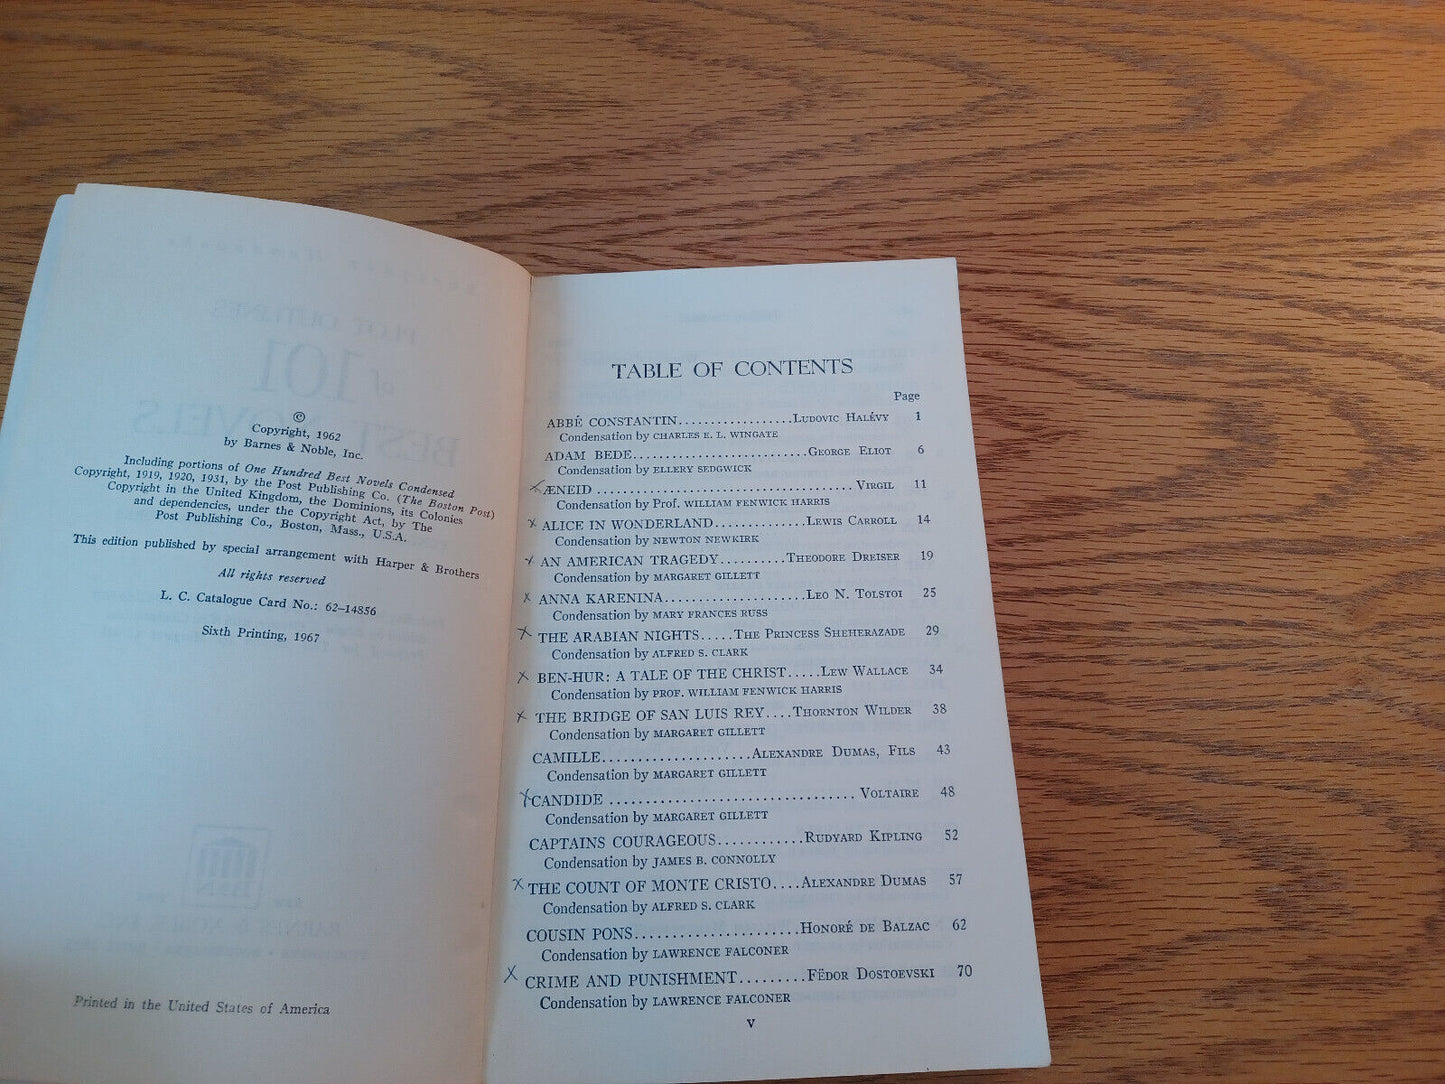 ©
Copyright, 1962
by Barnes & Noble, Inc.
Including portions of One Hundred Best Novels Condensed
Copyright, 1919, 1920, 1931, by the Post Publishing Co. (The Boston Post)
Copyright in the United Kingdom, the Dominions, its Colonies
and dependencies, under the Copyright Act, by The
Post Publishing Co., Boston, Mass., U.S.A.
This edition published by special arrangement with Harper & Brothers
All rights reserved
L. C. Catalogue Card No.: 62–14856
Sixth Printing, 1967
Printed in the United States of America
TABLE OF CONTENTS
Page
ABBÉ CONSTANTIN..................Ludovic Halévy 1
Condensation by CHARLES E. L. WINGATE
ADAM BEDE............................George Eliot 6
Condensation by ELLERY SEDGWICK
x ÆNEID .....................................Virgil 11
Condensation by Prof. WILLIAM FENWICK HARRIS
x ALICE IN WONDERLAND..............Lewis Carroll 14
Condensation by NEWTON NEWKIRK
x AN AMERICAN TRAGEDY..........Theodore Dreiser 19
Condensation by MARGARET GILLETT
x ANNA KARENINA.....................Leo N. Tolstoi 25
Condensation by MARY FRANCES RUSS
x THE ARABIAN NIGHTS.....The Princess Sheherazade 29
Condensation by ALFRED S. CLARK
x BEN-HUR: A TALE OF THE CHRIST.....Lew Wallace 34
Condensation by PROF. WILLIAM FENWICK HARRIS
x THE BRIDGE OF SAN LUIS REY....Thornton Wilder 38
Condensation by MARGARET GILLETT
CAMILLE.....................Alexandre Dumas, Fils 43
Condensation by MARGARET GILLETT
x CANDIDE ..................................Voltaire 48
Condensation by MARGARET GILLETT
CAPTAINS COURAGEOUS............Rudyard Kipling 52
Condensation by JAMES B. CONNOLLY
x THE COUNT OF MONTE CRISTO....Alexandre Dumas 57
Condensation by ALFRED S. CLARK
COUSIN PONS.......................Honoré de Balzac 62
Condensation by LAWRENCE FALCONER
x CRIME AND PUNISHMENT.........Fëdor Dostoevski 70
Condensation by LAWRENCE FALCONER
v